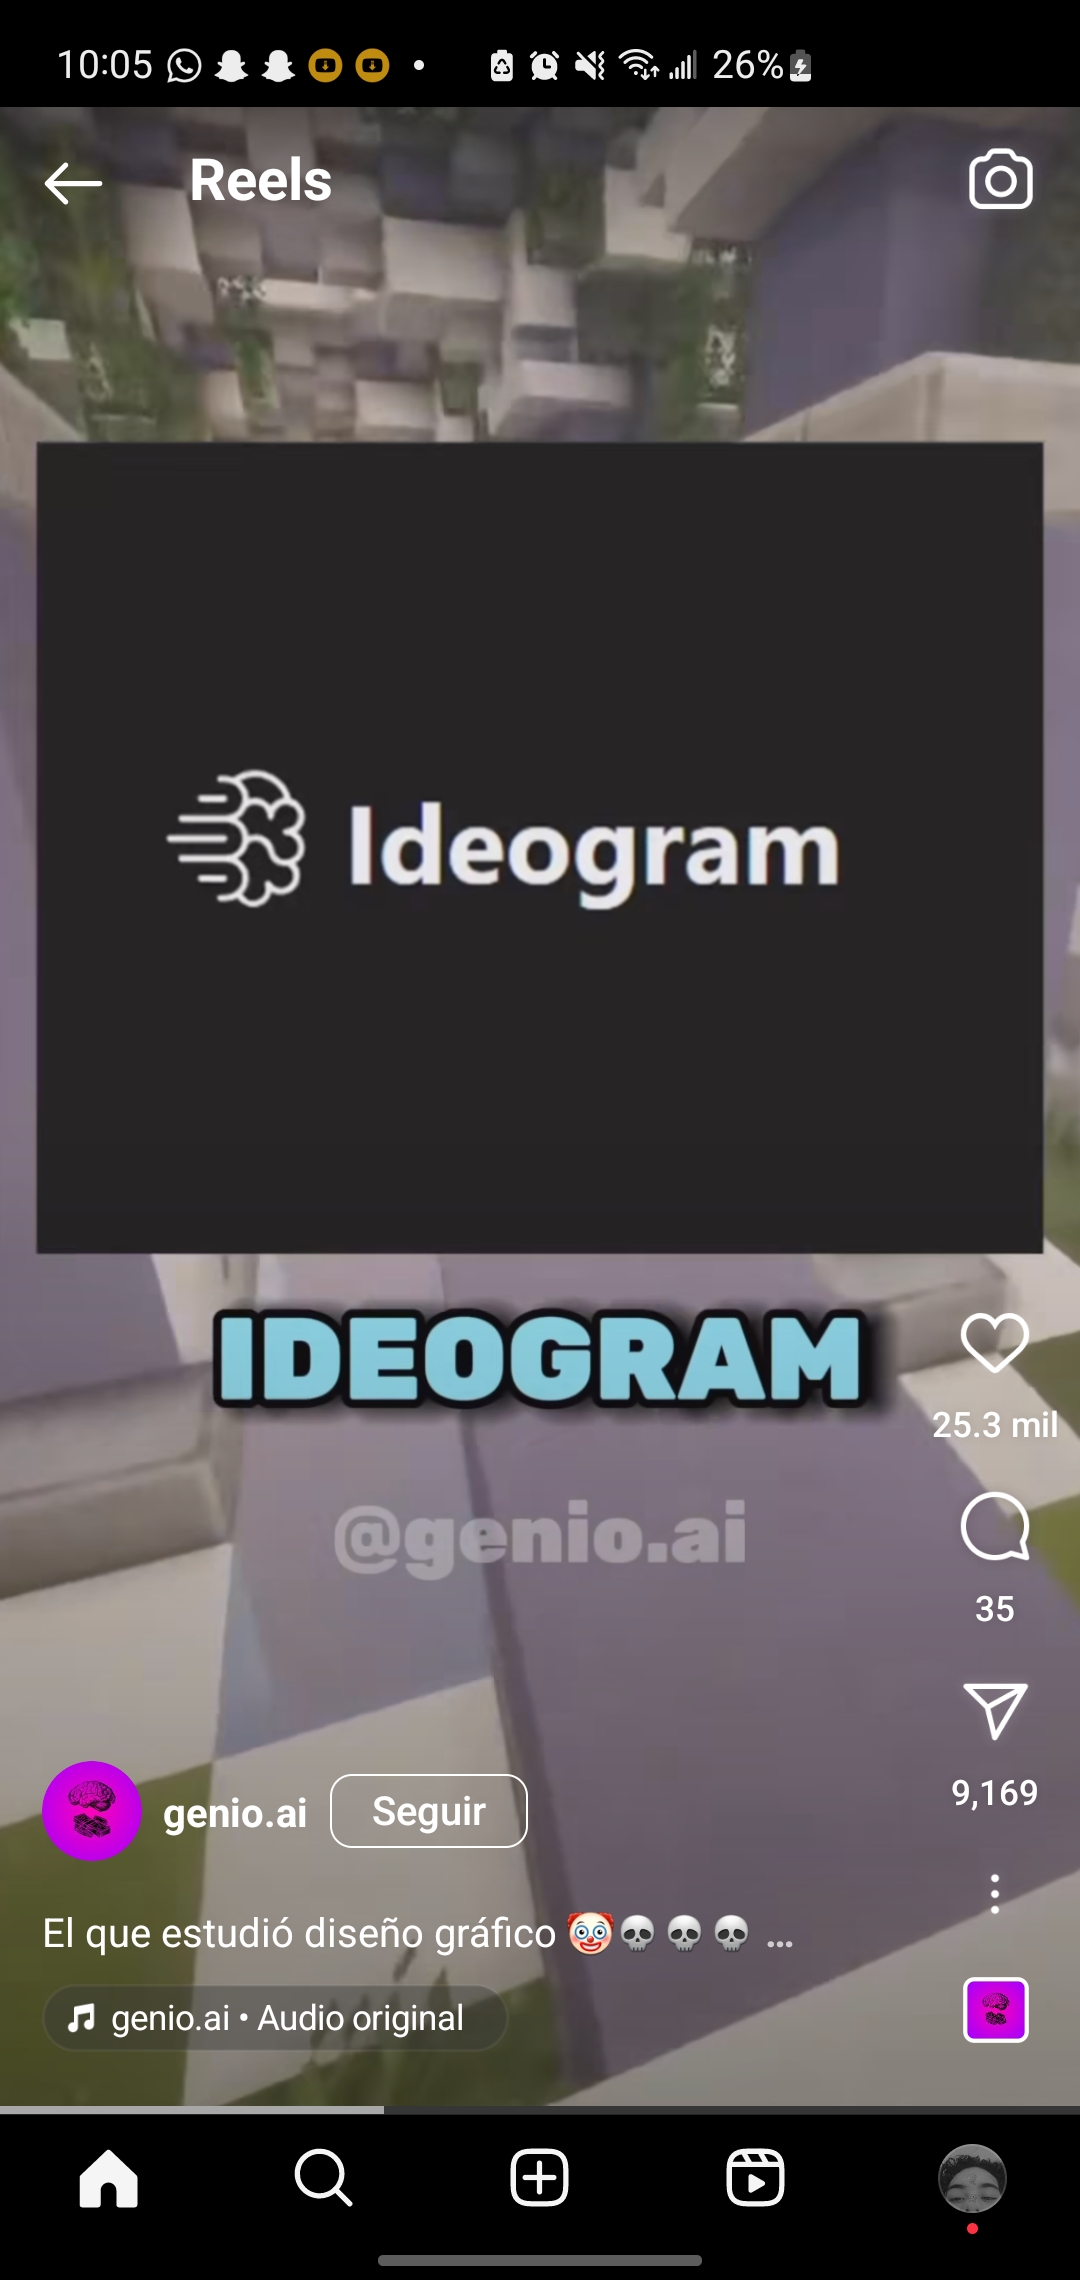 10:05
26%
Reels
Ideogram
IDEOGRAM
25.3 mil
@genio.ai
35
9,169
genio.ai
Seguir
El que estudió diseño gráfico 🤡💀💀💀 ...
genio.ai • Audio original